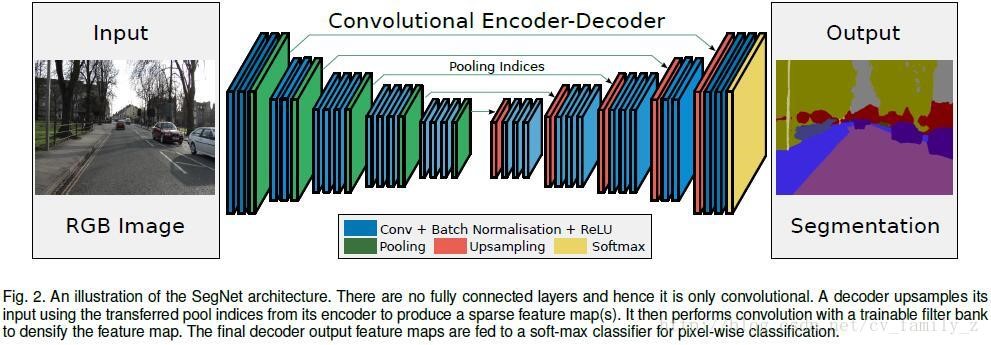 Convolutional Encoder-Decoder
Input
Output
Pooling Indices
RGB Image
Segmentation
Conv + Batch Normalisation + ReLU
Pooling
Upsampling
Softmax
Fig. 2. An illustration of the SegNet architecture. There are no fully connected layers and hence it is only convolutional. A decoder upsamples its
input using the transferred pool indices from its encoder to produce a sparse feature map(s). It then performs convolution with a trainable filter bank
to densify the feature map. The final decoder output feature maps are fed to a soft-max classifier for pixel-wise classification.
http://blog.csdn.net/cv_family_z